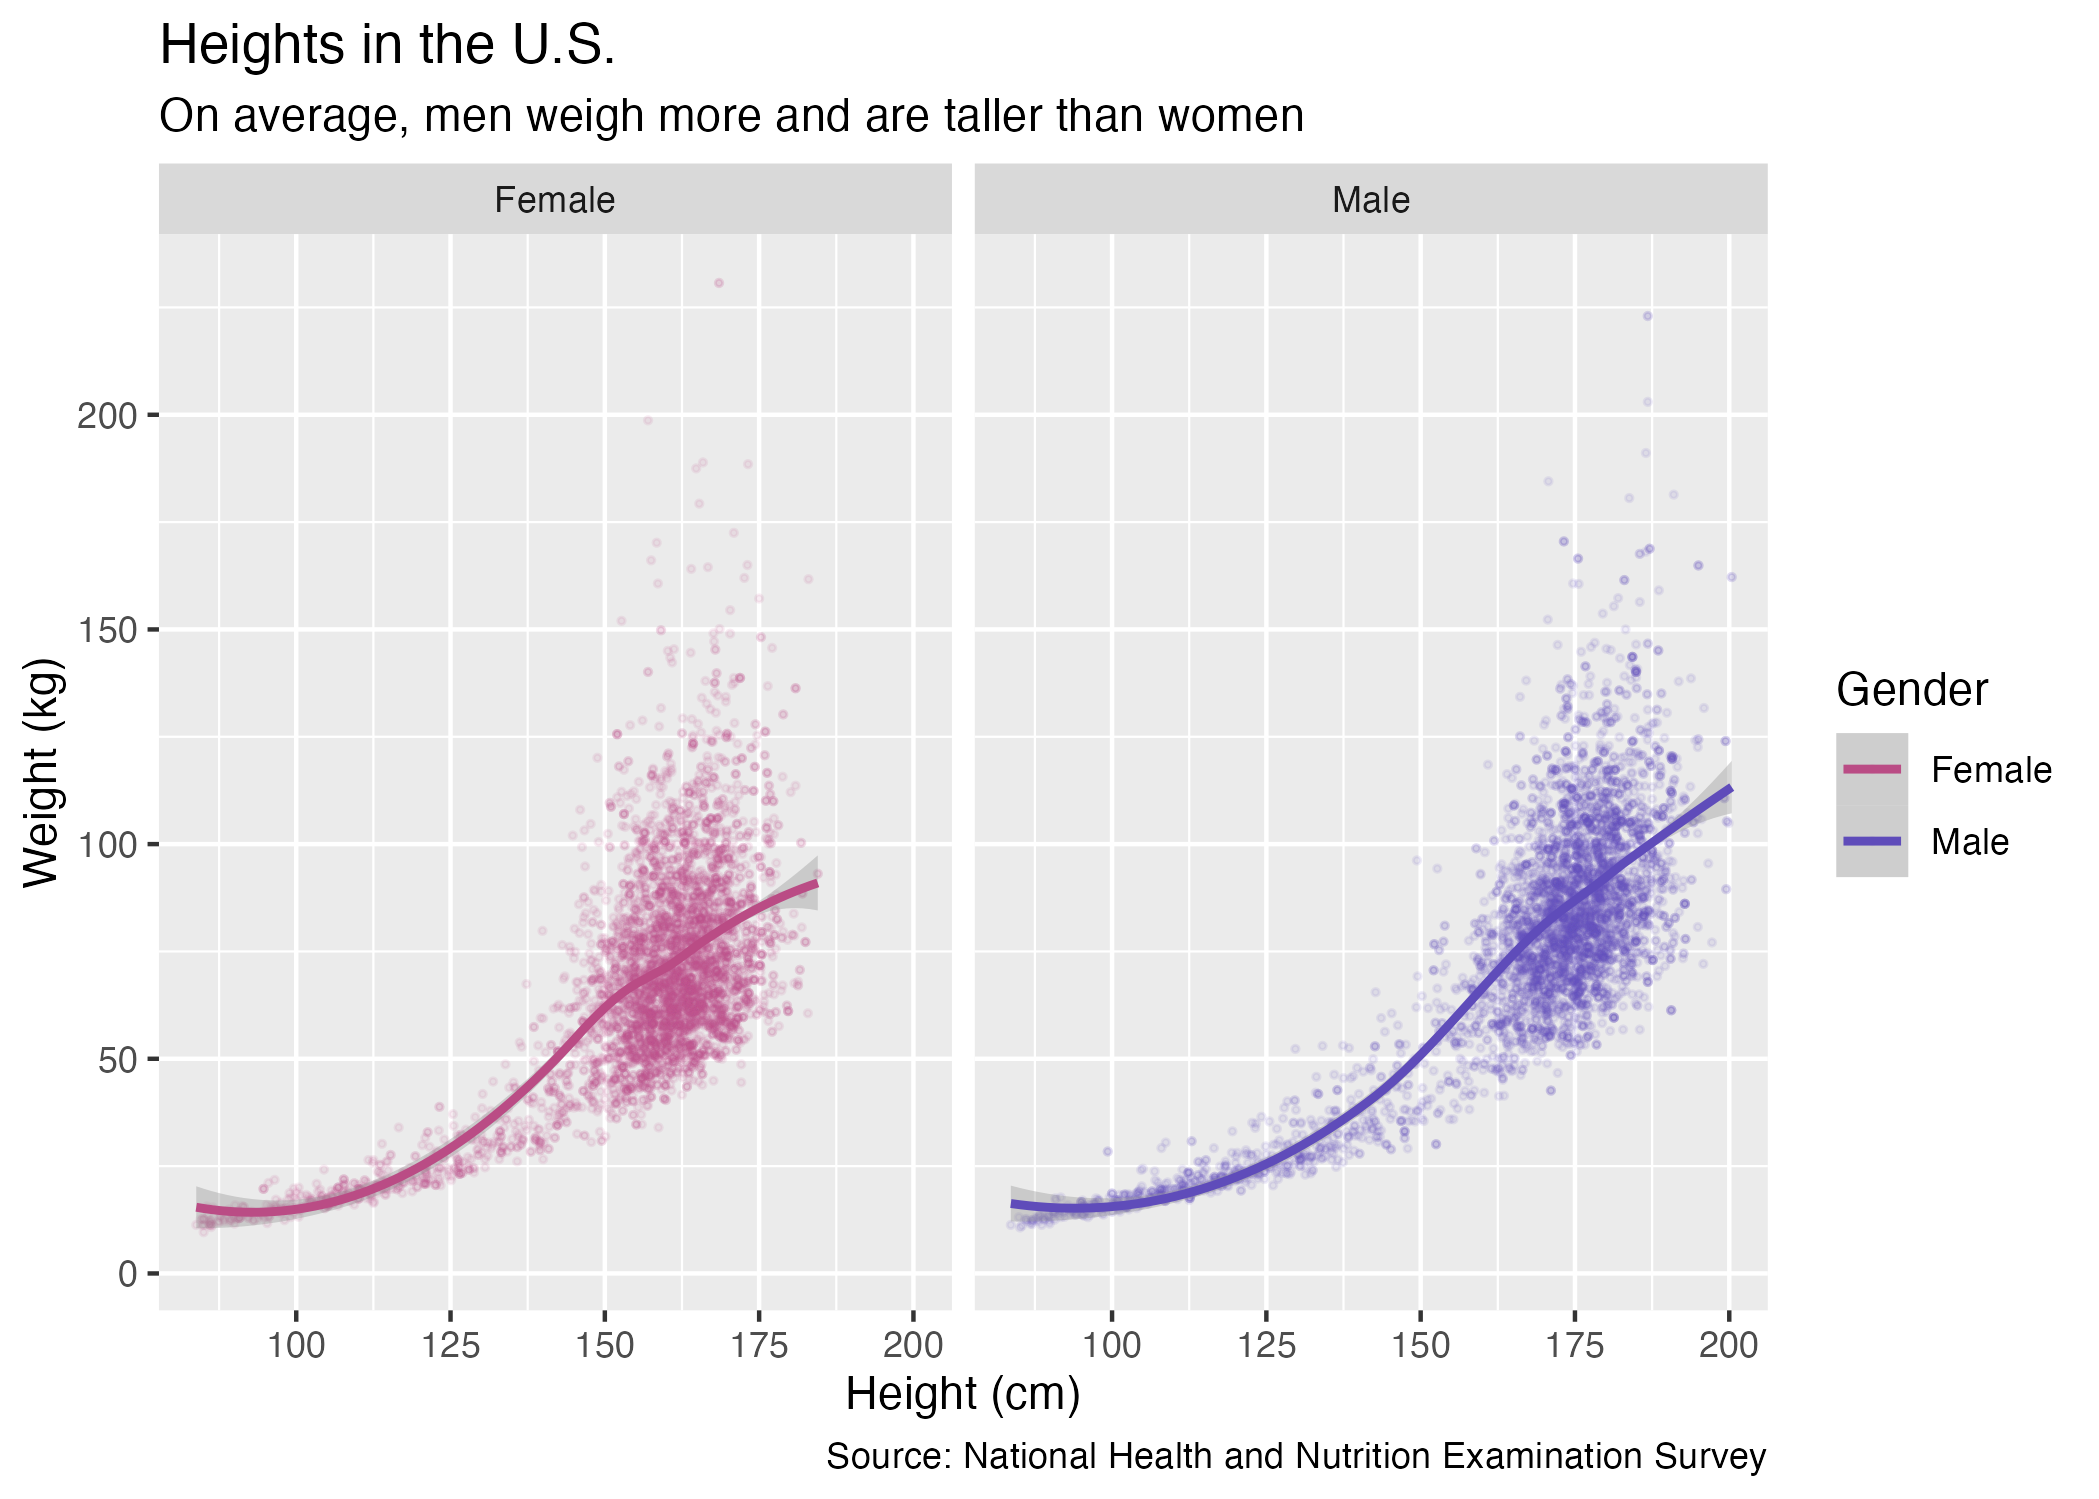 Heights in the U.S.
On average, men weigh more and are taller than women
Female
Male
200
150
100
50
0
Weight (kg)
100 125 150 175 200
100 125 150 175 200
Height (cm)
Gender
Female
Male
Source: National Health and Nutrition Examination Survey